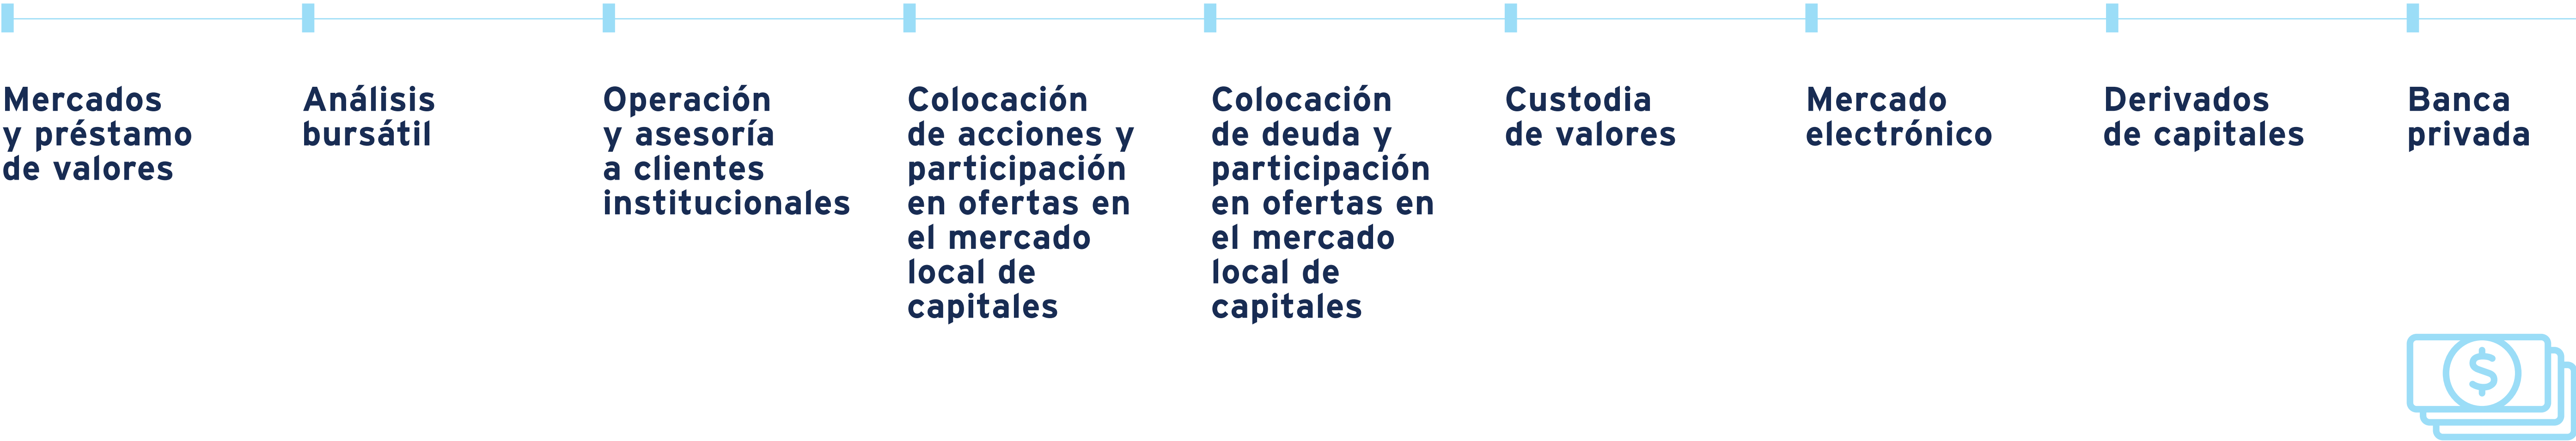 Mercados
y préstamo
de valores
Análisis
bursátil
Operación
y asesoría
a clientes
institucionales
Colocación
de acciones y
participación
en ofertas en
el mercado
local de
capitales
Colocación
de deuda y
participación
en ofertas en
el mercado
local de
capitales
Custodia
de valores
Mercado
electrónico
Derivados
de capitales
Banca
privada
$